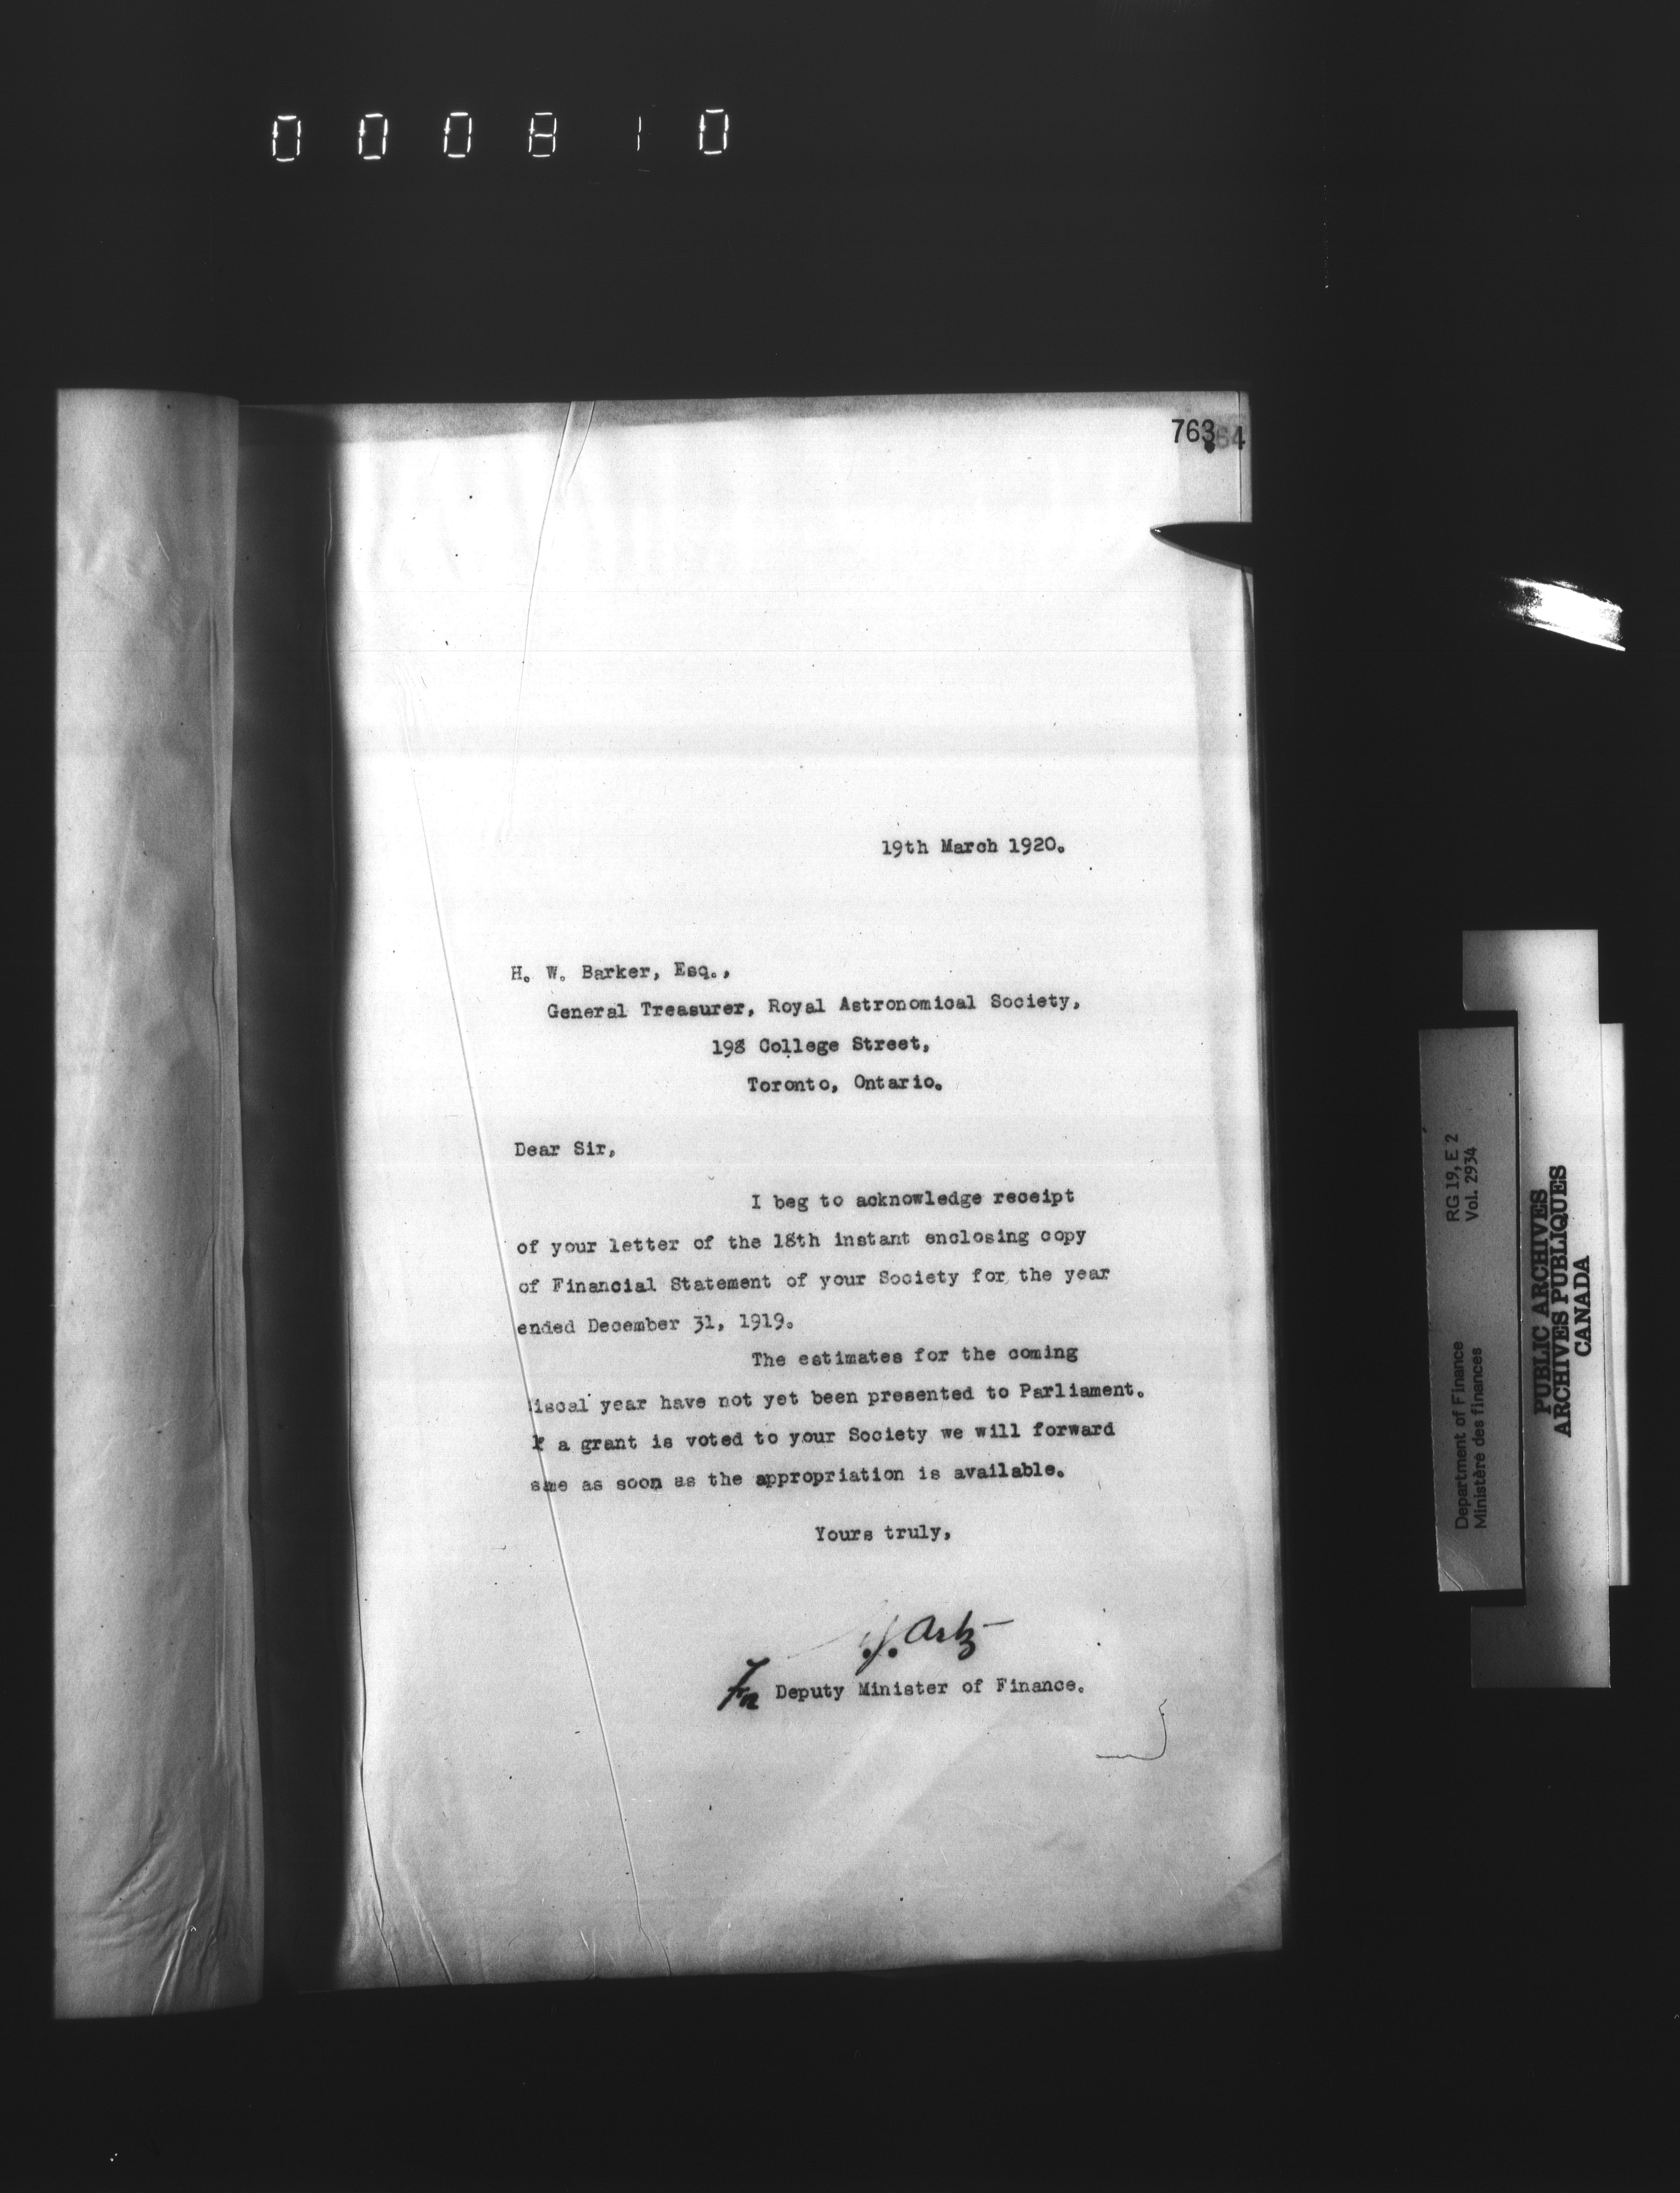 000810
763
64
19th March 1920.
H. W. Barker, Esq.,
General Treasurer, Royal Astronomical Society,
198 College Street,
Toronto, Ontario.
Dear Sir,
I beg to acknowledge receipt
of your letter of the 18th instant enclosing copy
of Financial Statement of your Society for the year
ended December 31, 1919.
The estimates for the coming
iscal year have not yet been presented to Parliament.
If a grant is voted to your Society we will forward
same as soon as the appropriation is available.
Yours truly,
For Deputy Minister of Finance.
RG 19, E 2
Vol. 2934
Department of Finance
Ministère des finances
PUBLIC ARCHIVES
ARCHIVES PUBLIQUES
CANADA